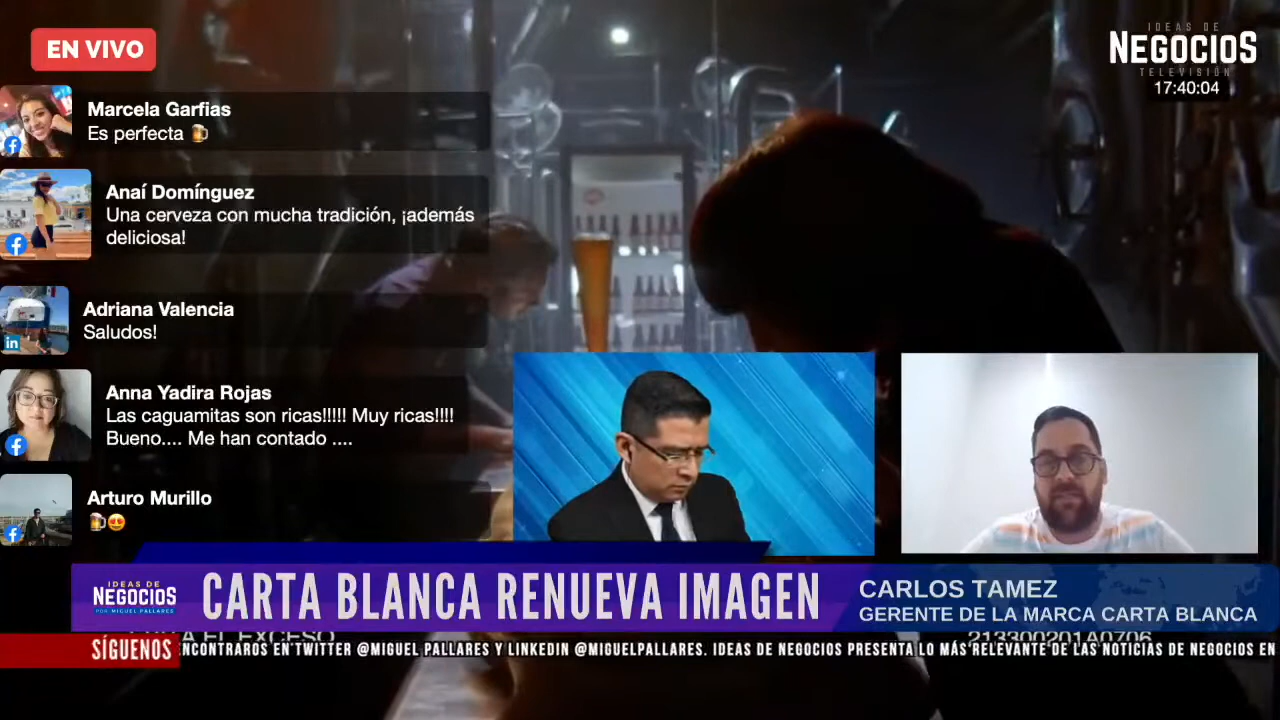 EN VIVO
IDEAS DE
NEGOCIOS
TELEVISIÓN
17:40:04
Marcela Garfias
Es perfecta 🍺
Anaí Domínguez
Una cerveza con mucha tradición, ¡además
deliciosa!
Adriana Valencia
Saludos!
Anna Yadira Rojas
Las caguamitas son ricas!!!!! Muy ricas!!!!
Bueno.... Me han contado ....
Arturo Murillo
🍺😍
IDEAS DE
NEGOCIOS
POR MIGUEL PALLARES
CARTA BLANCA RENUEVA IMAGEN
CARLOS TAMEZ
GERENTE DE LA MARCA CARTA BLANCA
EL EXCESO
213300201A0706
SÍGUENOS
NCONTRAROS EN TWITTER @MIGUEL PALLARES Y LINKEDIN @MIGUELPALLARES. IDEAS DE NEGOCIOS PRESENTA LO MÁS RELEVANTE DE LAS NOTICIAS DE NEGOCIOS EN